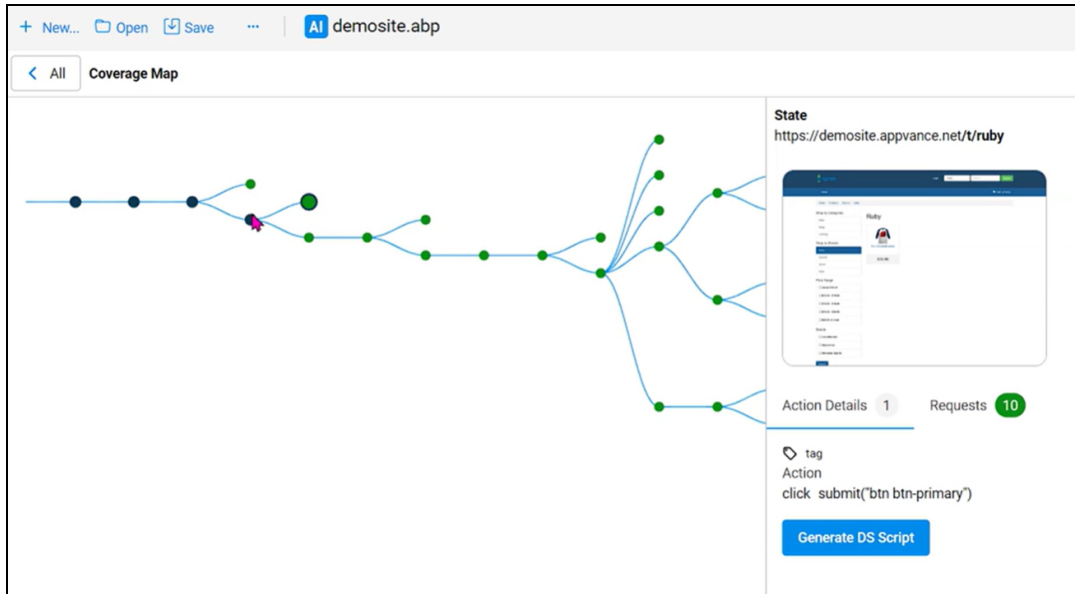 + New... Open Save ... AI demosite.abp
< All Coverage Map
State
https://demosite.appvance.net/t/ruby
Ruby
Action Details 1 Requests 10
tag
Action
click submit("btn btn-primary")
Generate DS Script